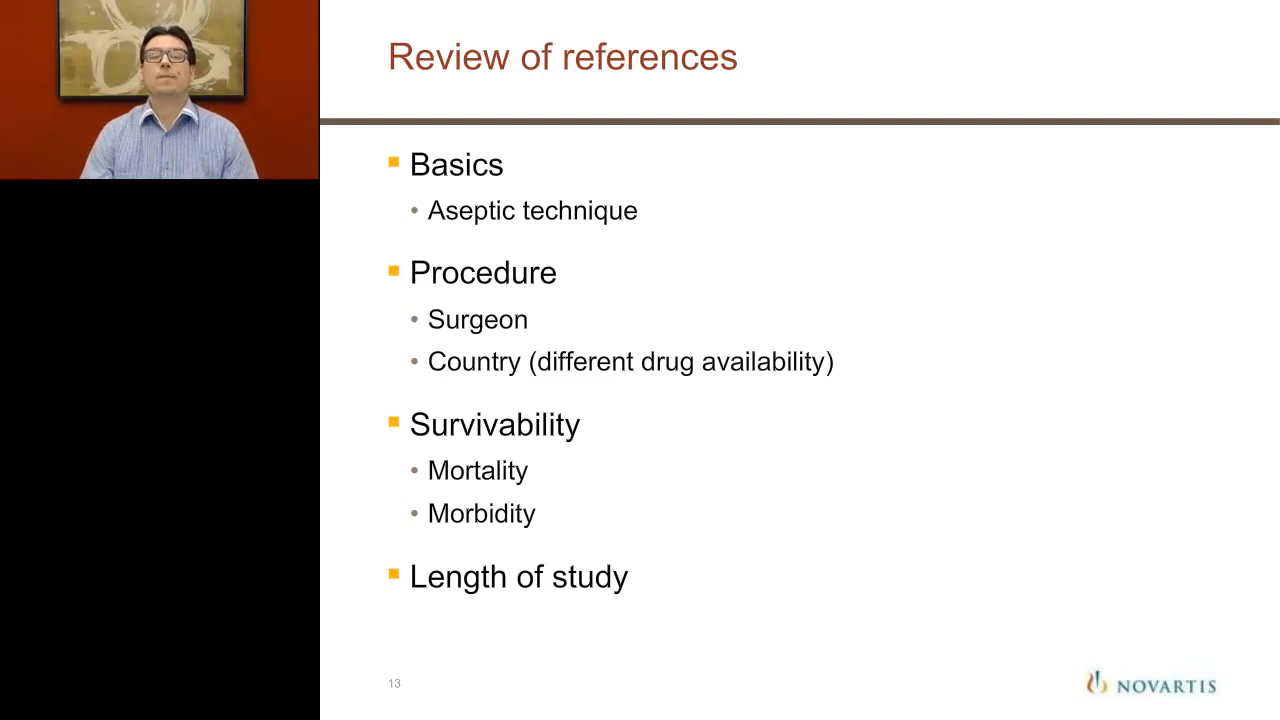 Review of references
Basics
Aseptic technique
Procedure
Surgeon
Country (different drug availability)
Survivability
Mortality
Morbidity
Length of study
13
NOVARTIS